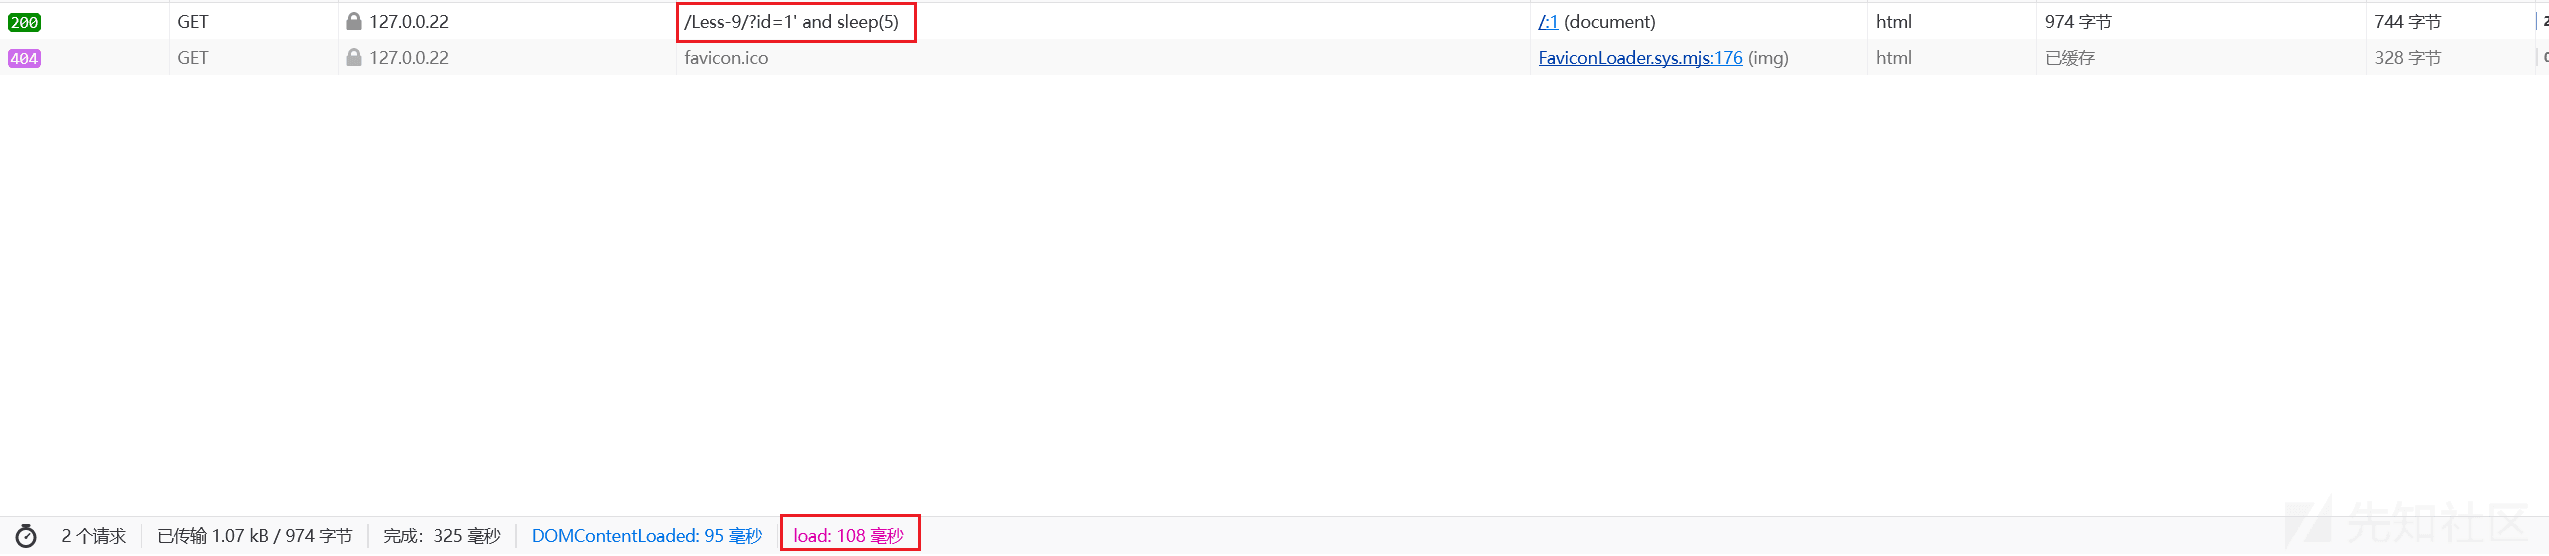 200 GET 127.0.0.22 /Less-9/?id=1' and sleep(5) /:1 (document) html 974 字节 744 字节
404 GET 127.0.0.22 favicon.ico FaviconLoader.sys.mjs:176 (img) html 已缓存 328 字节
2 个请求 已传输 1.07 kB / 974 字节 完成：325 毫秒 DOMContentLoaded: 95 毫秒 load: 108 毫秒
先知社区